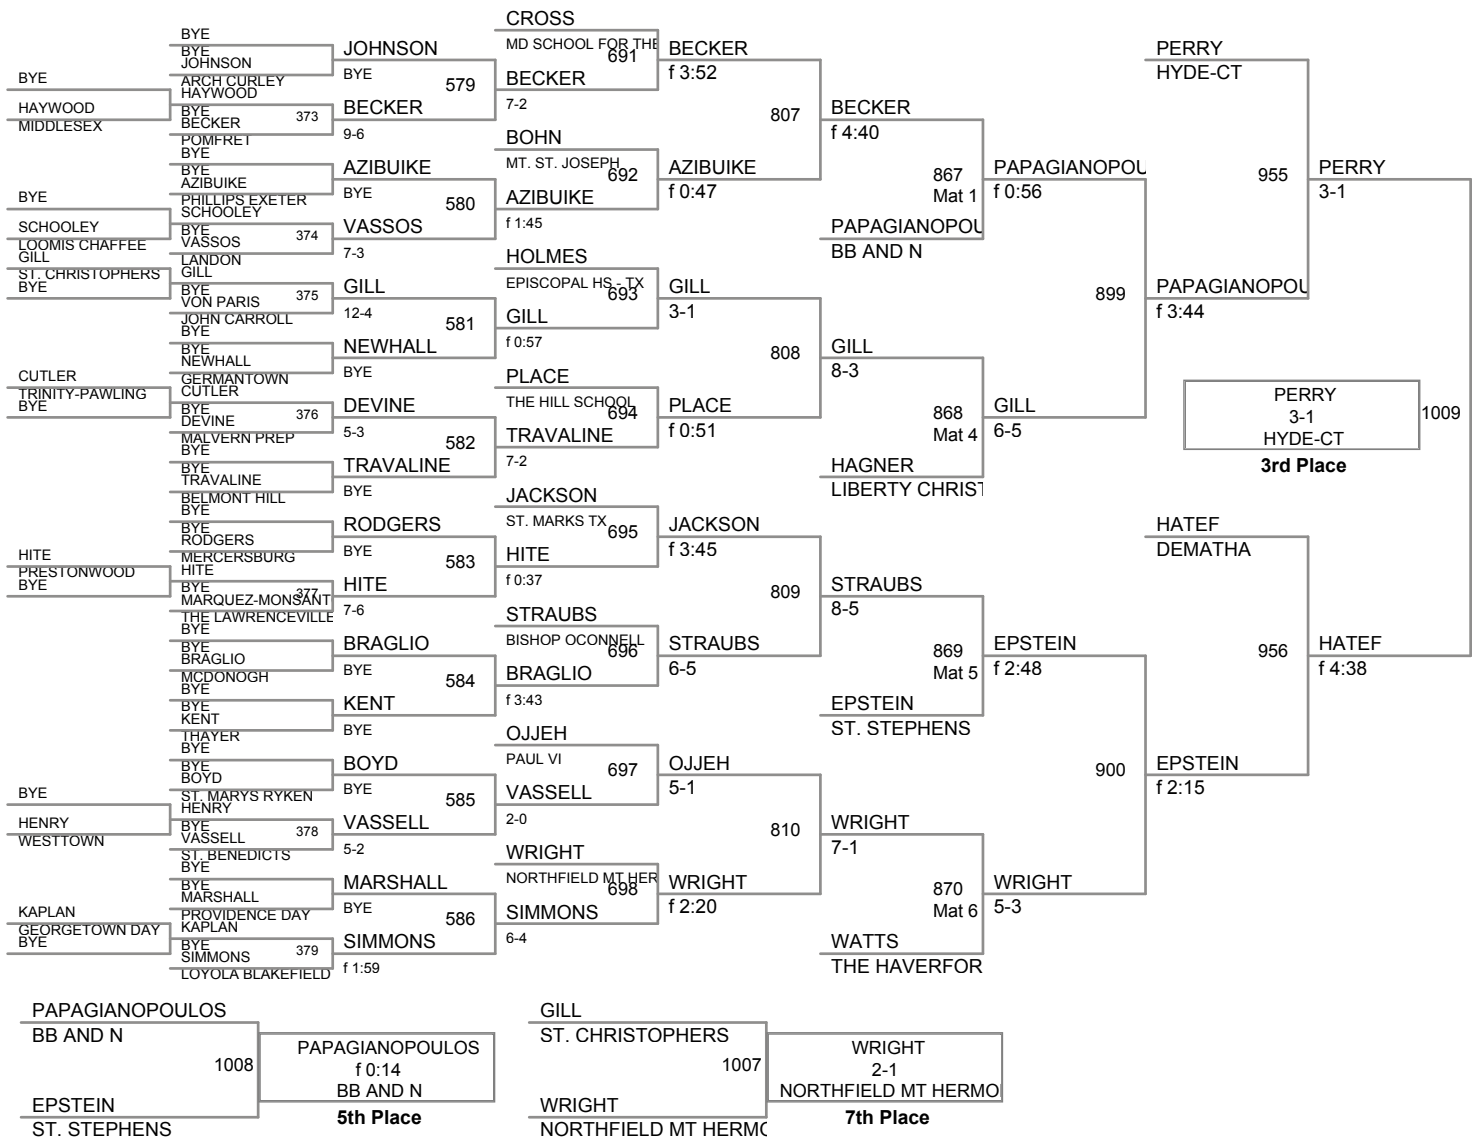 BYE
HAYWOOD
MIDDLESEX
BYE
SCHOOLEY
LOOMIS CHAFFEE
GILL
ST. CHRISTOPHERS
BYE
CUTLER
TRINITY-PAWLING
BYE
HITE
PRESTONWOOD
BYE
BYE
HENRY
WESTTOWN
KAPLAN
GEORGETOWN DAY
BYE
BYE
BYE
JOHNSON
ARCH CURLEY
HAYWOOD
BYE
373
BECKER
POMFRET
BYE
BYE
AZIBUIKE
PHILLIPS EXETER
SCHOOLEY
BYE
374
VASSOS
LANDON
GILL
BYE
375
VON PARIS
JOHN CARROLL
BYE
BYE
NEWHALL
GERMANTOWN
CUTLER
BYE
376
DEVINE
MALVERN PREP
BYE
BYE
TRAVALINE
BELMONT HILL
BYE
BYE
RODGERS
MERCERSBURG
HITE
BYE
377
MARQUEZ-MONSANT
THE LAWRENCEVILLE
BYE
BYE
BRAGLIO
MCDONOGH
BYE
BYE
KENT
THAYER
BYE
BYE
BOYD
ST. MARYS RYKEN
HENRY
BYE
378
VASSELL
ST. BENEDICTS
BYE
BYE
MARSHALL
PROVIDENCE DAY
KAPLAN
BYE
379
SIMMONS
LOYOLA BLAKEFIELD
JOHNSON
BYE
579
BECKER
9-6
AZIBUIKE
BYE
580
VASSOS
7-3
GILL
12-4
581
NEWHALL
BYE
DEVINE
5-3
582
TRAVALINE
BYE
RODGERS
BYE
583
HITE
7-6
BRAGLIO
BYE
584
KENT
BYE
BOYD
BYE
585
VASSELL
5-2
MARSHALL
BYE
586
SIMMONS
f 1:59
CROSS
MD SCHOOL FOR THE
691
BECKER
7-2
BOHN
MT. ST. JOSEPH
692
AZIBUIKE
f 1:45
HOLMES
EPISCOPAL HS - TX
693
GILL
f 0:57
PLACE
THE HILL SCHOOL
694
TRAVALINE
7-2
JACKSON
ST. MARKS TX
695
HITE
f 0:37
STRAUBS
BISHOP OCONNELL
696
BRAGLIO
f 3:43
OJJEH
PAUL VI
697
VASSELL
2-0
WRIGHT
NORTHFIELD MT HER
698
SIMMONS
6-4
BECKER
f 3:52
807
AZIBUIKE
f 0:47
GILL
3-1
808
PLACE
f 0:51
JACKSON
f 3:45
809
STRAUBS
6-5
OJJEH
5-1
810
WRIGHT
f 2:20
BECKER
f 4:40
867
Mat 1
PAPAGIANOPOU
BB AND N
GILL
8-3
868
Mat 4
HAGNER
LIBERTY CHRIST
STRAUBS
8-5
869
Mat 5
EPSTEIN
ST. STEPHENS
WRIGHT
7-1
870
Mat 6
WATTS
THE HAVERFOR
PAPAGIANOPOU
f 0:56
899
GILL
6-5
EPSTEIN
f 2:48
900
WRIGHT
5-3
PERRY
HYDE-CT
955
PAPAGIANOPOU
f 3:44
HATEF
DEMATHA
956
EPSTEIN
f 2:15
PERRY
3-1
HATEF
f 4:38
PERRY
3-1
1009
HYDE-CT
3rd Place
PAPAGIANOPOULOS
BB AND N
1008
EPSTEIN
ST. STEPHENS
PAPAGIANOPOULOS
f 0:14
BB AND N
5th Place
GILL
ST. CHRISTOPHERS
1007
WRIGHT
NORTHFIELD MT HERMO
WRIGHT
2-1
NORTHFIELD MT HERMO
7th Place